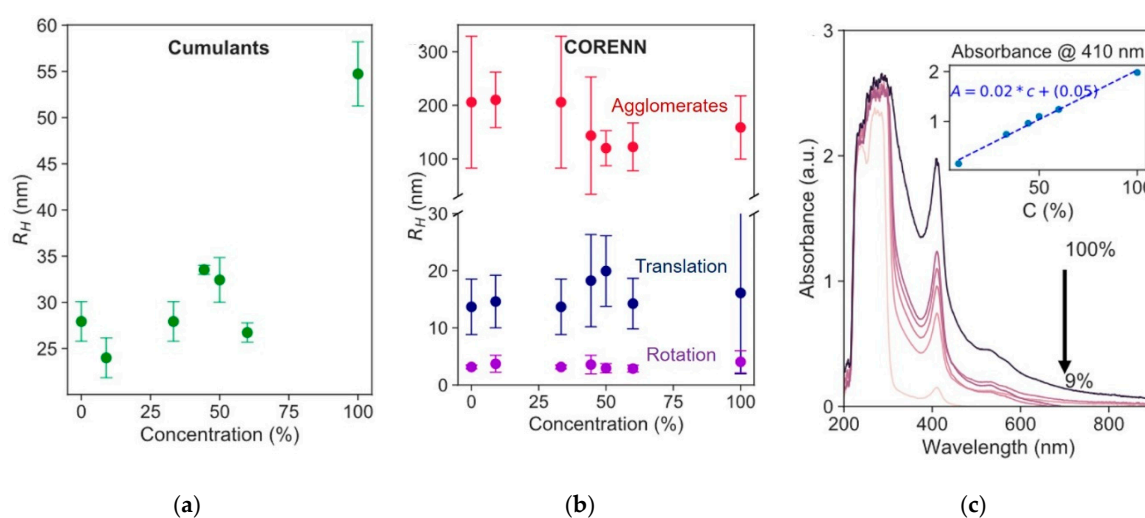 (a)
Cumulants
60
55
50
45
40
35
30
25
R_H (nm)
0 25 50 75 100
Concentration (%)
(b)
CORENN
300
200
100
30
20
10
0
R_H (nm)
Agglomerates
Translation
Rotation
0 25 50 75 100
Concentration (%)
(c)
Absorbance @ 410 nm
2
1
A = 0.02 * c + (0.05)
50 100
C (%)
3
2
1
0
Absorbance (a.u.)
100%
9%
200 400 600 800
Wavelength (nm)
(a) (b) (c)